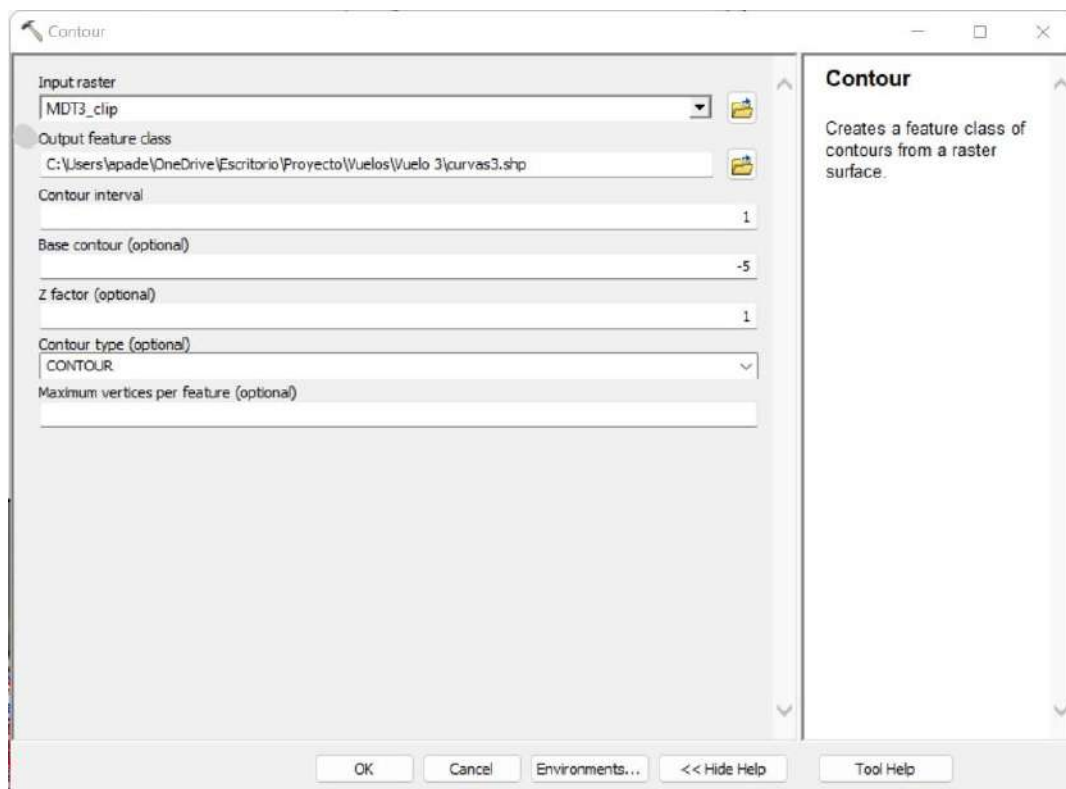 Contour
Input raster
MDT3_clip
Output feature class
C:\Users\apade\OneDrive\Escritorio\Proyecto\Vuelos\Vuelo 3\curvas3.shp
Contour interval
1
Base contour (optional)
-5
Z factor (optional)
1
Contour type (optional)
CONTOUR
Maximum vertices per feature (optional)
Contour
Creates a feature class of
contours from a raster
surface.
OK
Cancel
Environments...
<< Hide Help
Tool Help